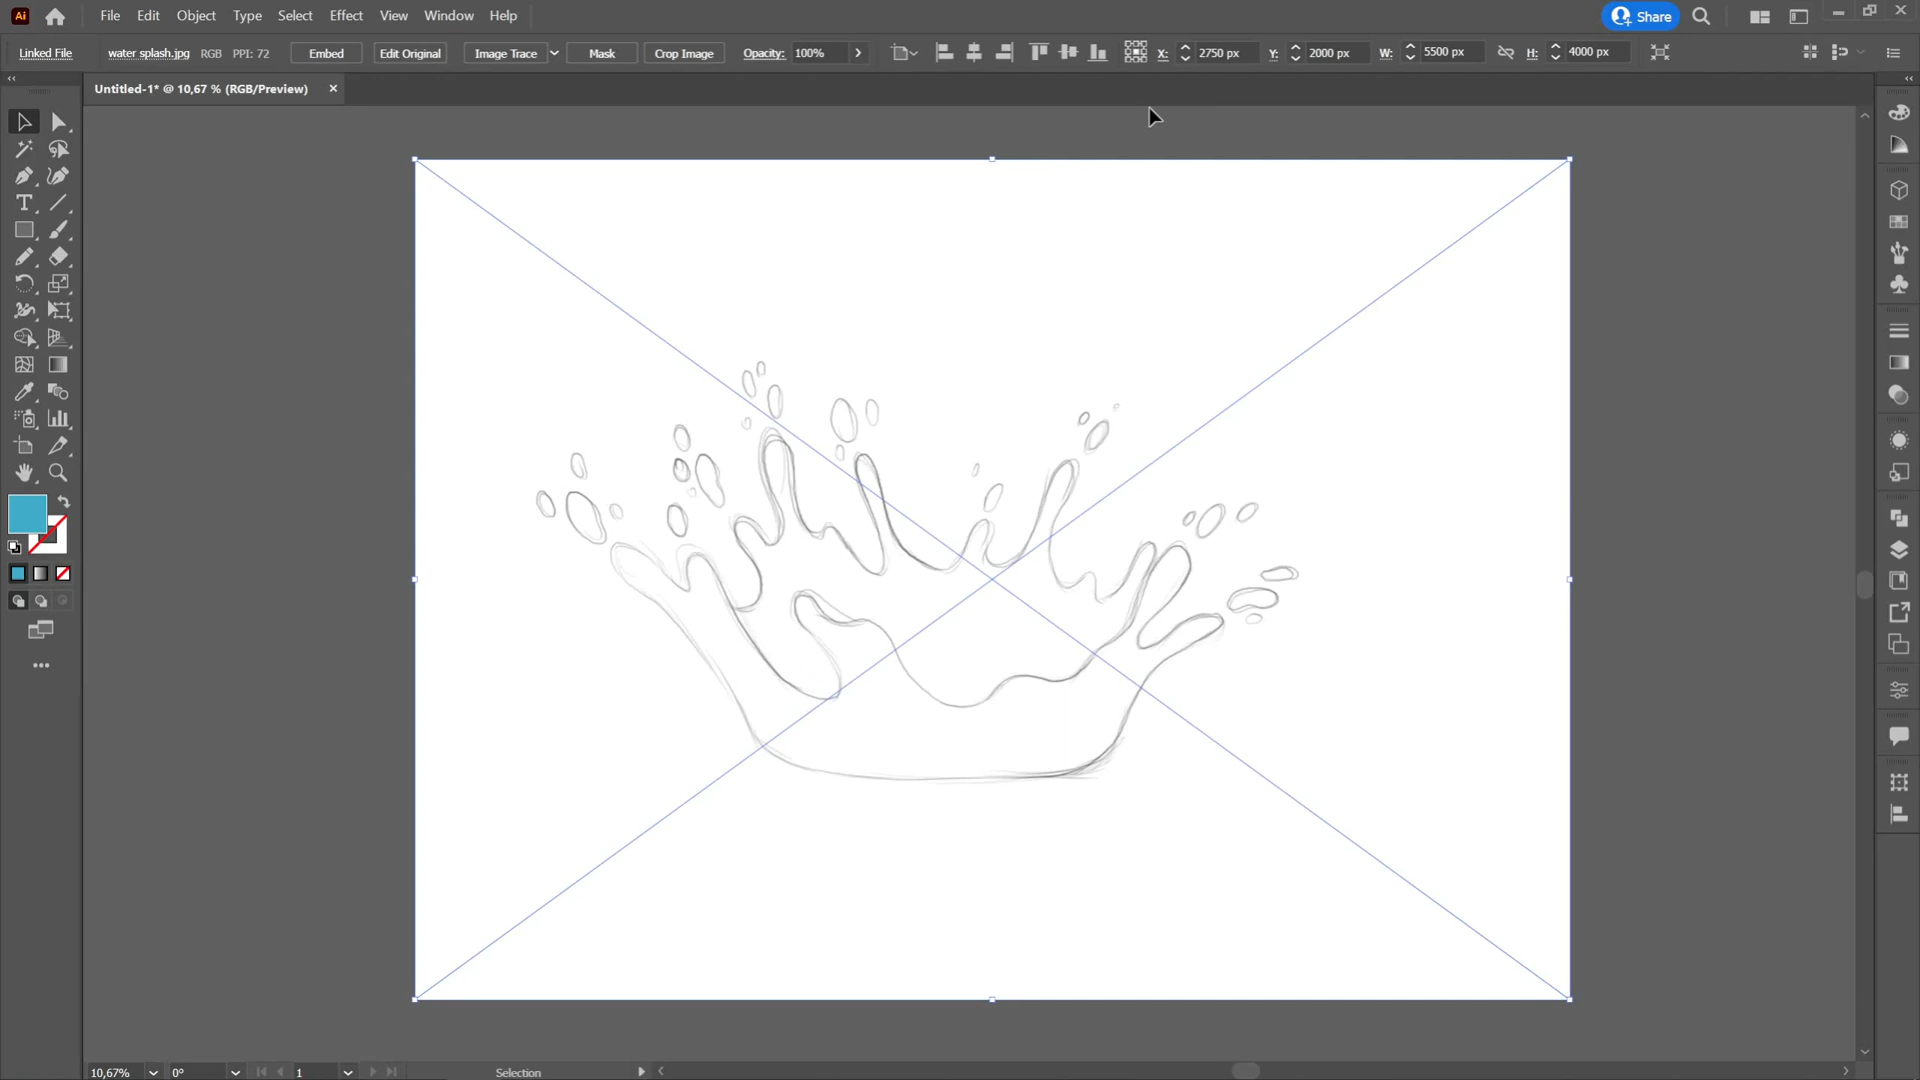 Ai File Edit Object Type Select Effect View Window Help Share
Linked File water splash.jpg RGB PPI: 72 Embed Edit Original Image Trace Mask Crop Image Opacity: 100% X: 2750 px Y: 2000 px W: 5500 px H: 4000 px
Untitled-1* @ 10,67 % (RGB/Preview)
10,67% 0° 1 Selection